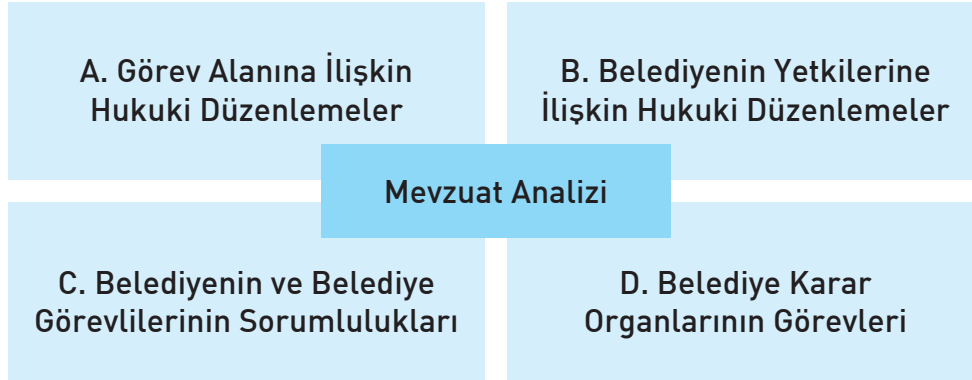 A. Görev Alanına İlişkin
Hukuki Düzenlemeler
B. Belediyenin Yetkilerine
İlişkin Hukuki Düzenlemeler
Mevzuat Analizi
C. Belediyenin ve Belediye
Görevlilerinin Sorumlulukları
D. Belediye Karar
Organlarının Görevleri